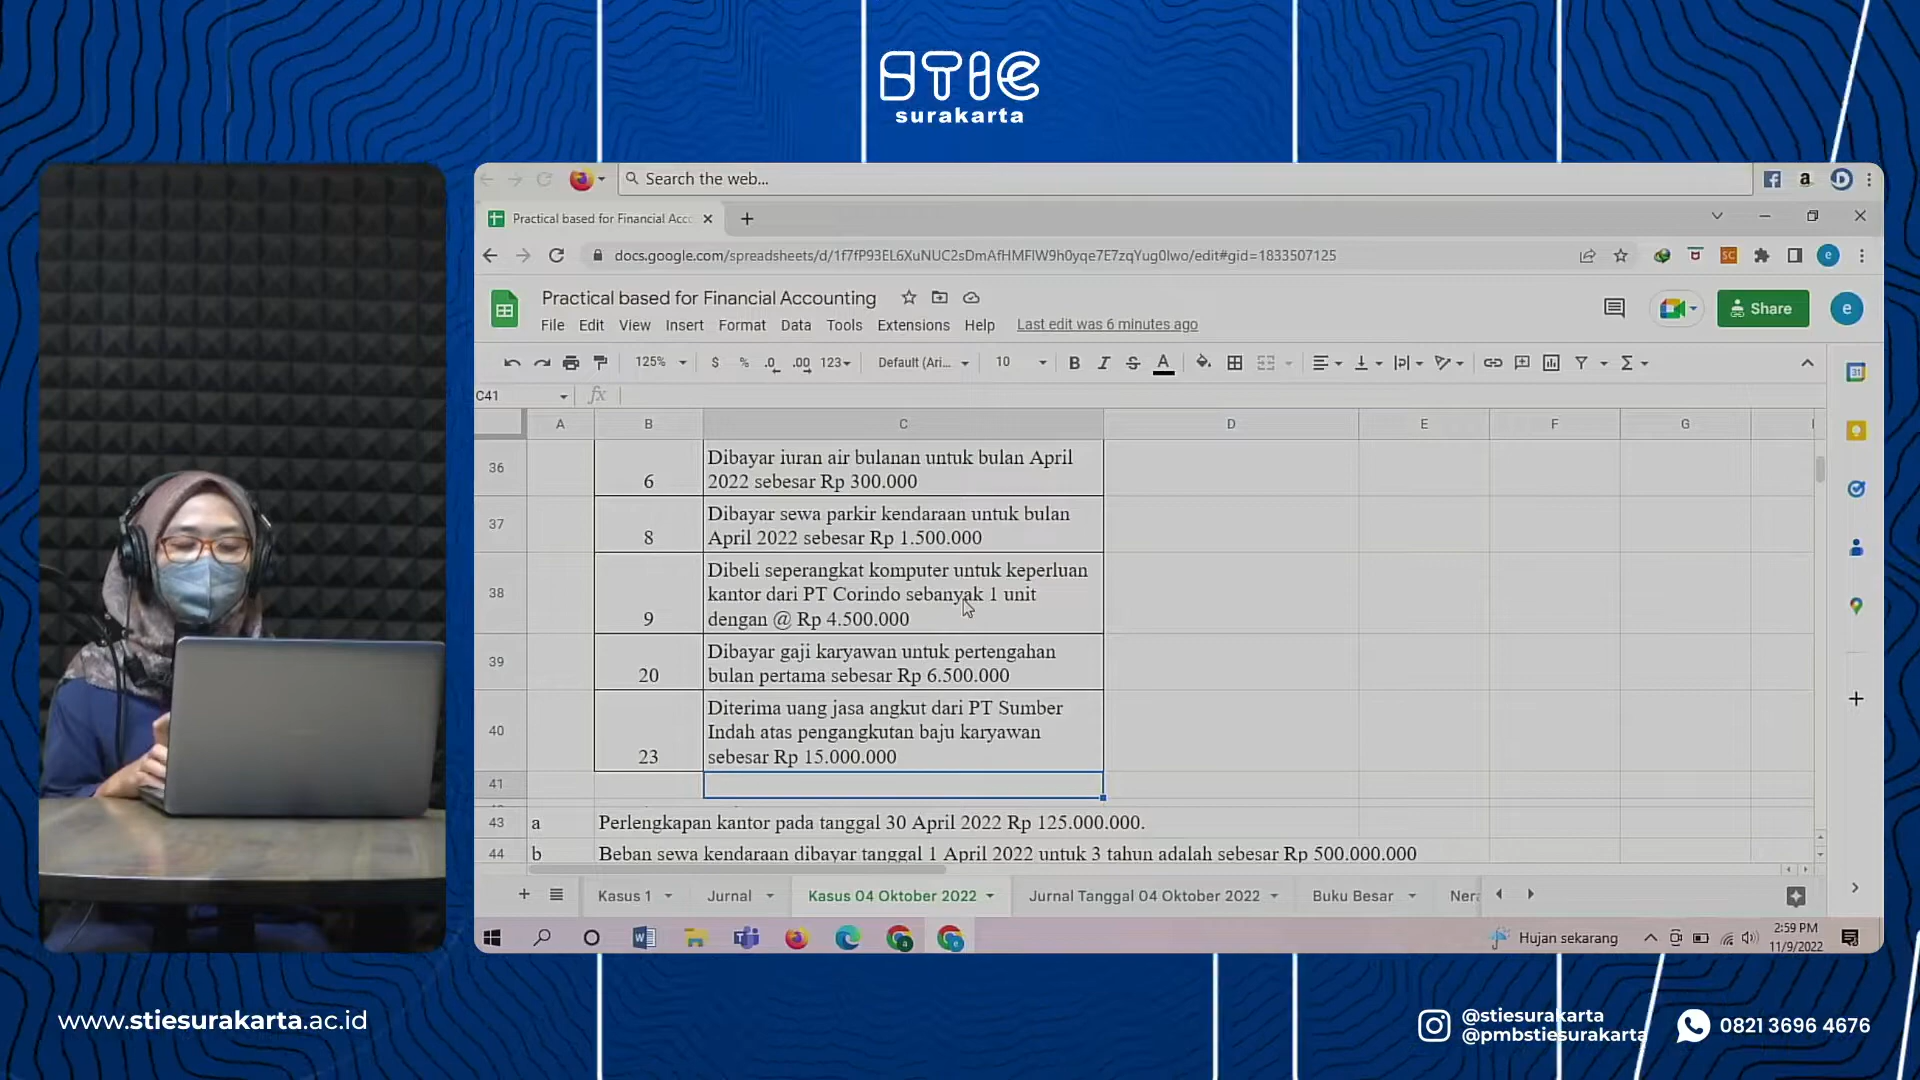 STIE
surakarta
Search the web...
Practical based for Financial Acc
docs.google.com/spreadsheets/d/1f7fP93EL6XuNUC2sDmAfHMFlW9h0yqe7E7zqYug0lwo/edit#gid=1833507125
Practical based for Financial Accounting
File Edit View Insert Format Data Tools Extensions Help Last edit was 6 minutes ago
Share
e
125% $ % .0 .00 123 Default (Ari... 10 B I S A
C41 fx
A B C D E F G
36 6 Dibayar iuran air bulanan untuk bulan April
2022 sebesar Rp 300.000
37 8 Dibayar sewa parkir kendaraan untuk bulan
April 2022 sebesar Rp 1.500.000
38 9 Dibeli seperangkat komputer untuk keperluan
kantor dari PT Corindo sebanyak 1 unit
dengan @ Rp 4.500.000
39 20 Dibayar gaji karyawan untuk pertengahan
bulan pertama sebesar Rp 6.500.000
40 23 Diterima uang jasa angkut dari PT Sumber
Indah atas pengangkutan baju karyawan
sebesar Rp 15.000.000
41
43 a Perlengkapan kantor pada tanggal 30 April 2022 Rp 125.000.000.
44 b Beban sewa kendaraan dibayar tanggal 1 April 2022 untuk 3 tahun adalah sebesar Rp 500.000.000
Kasus 1 Jurnal Kasus 04 Oktober 2022 Jurnal Tanggal 04 Oktober 2022 Buku Besar Nera
Hujan sekarang
2:59 PM
11/9/2022
www.stiesurakarta.ac.id
@stiesurakarta
@pmbstiesurakarta
0821 3696 4676